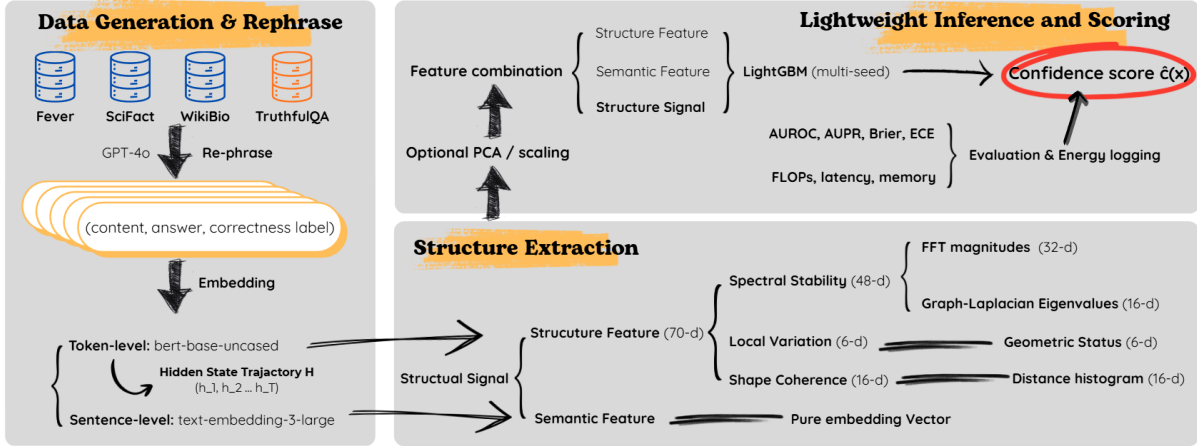 Data Generation & Rephrase
Fever
SciFact
WikiBio
TruthfulQA
GPT-4o
Re-phrase
(content, answer, correctness label)
Embedding
Token-level: bert-base-uncased
Hidden State Trajactory H
(h_1, h_2 ... h_T)
Sentence-level: text-embedding-3-large
Lightweight Inference and Scoring
Structure Feature
Feature combination
Semantic Feature
LightGBM (multi-seed)
Confidence score ĉ(x)
Structure Signal
Optional PCA / scaling
AUROC, AUPR, Brier, ECE
Evaluation & Energy logging
FLOPs, latency, memory
Structure Extraction
FFT magnitudes (32-d)
Spectral Stability (48-d)
Graph-Laplacian Eigenvalues (16-d)
Strucuture Feature (70-d)
Local Variation (6-d)
Geometric Status (6-d)
Structual Signal
Shape Coherence (16-d)
Distance histogram (16-d)
Semantic Feature
Pure embedding Vector